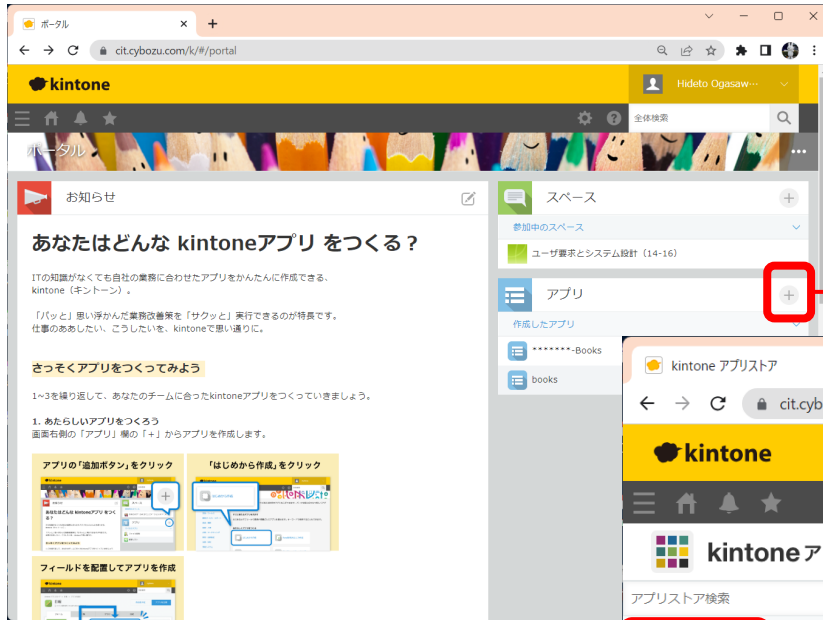 ポータル
cit.cybozu.com/k/#/portal
kintone
Hideto Ogasaw…
全体検索
ポータル
お知らせ
あなたはどんな kintoneアプリ をつくる？
ITの知識がなくても自社の業務に合わせたアプリをかんたんに作成できる、
kintone（キントーン）。
「パッと」思い浮かんだ業務改善策を「サクッと」実行できるのが特長です。
仕事のああしたい、こうしたいを、kintoneで思い通りに。
さっそくアプリをつくってみよう
1~3を繰り返して、あなたのチームに合ったkintoneアプリをつくっていきましょう。
1. あたらしいアプリをつくろう
画面右側の「アプリ」欄の「+」からアプリを作成します。
アプリの「追加ボタン」をクリック
「はじめから作成」をクリック
フィールドを配置してアプリを作成
スペース
参加中のスペース
ユーザ要求とシステム設計（14-16）
アプリ
作成したアプリ
*******-Books
books
kintone アプリストア
cit.cyb
kintone
kintoneア
アプリストア検索